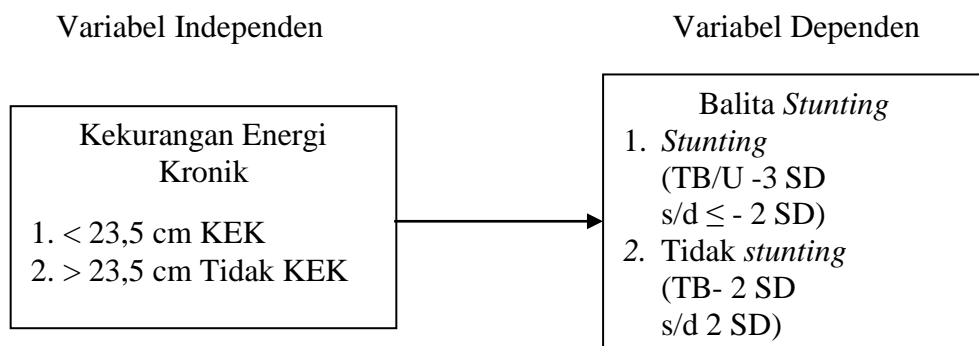 Variabel Independen
Variabel Dependen
Kekurangan Energi
Kronik
1. < 23,5 cm KEK
2. > 23,5 cm Tidak KEK
Balita Stunting
1. Stunting
(TB/U -3 SD
s/d ≤ - 2 SD)
2. Tidak stunting
(TB- 2 SD
s/d 2 SD)